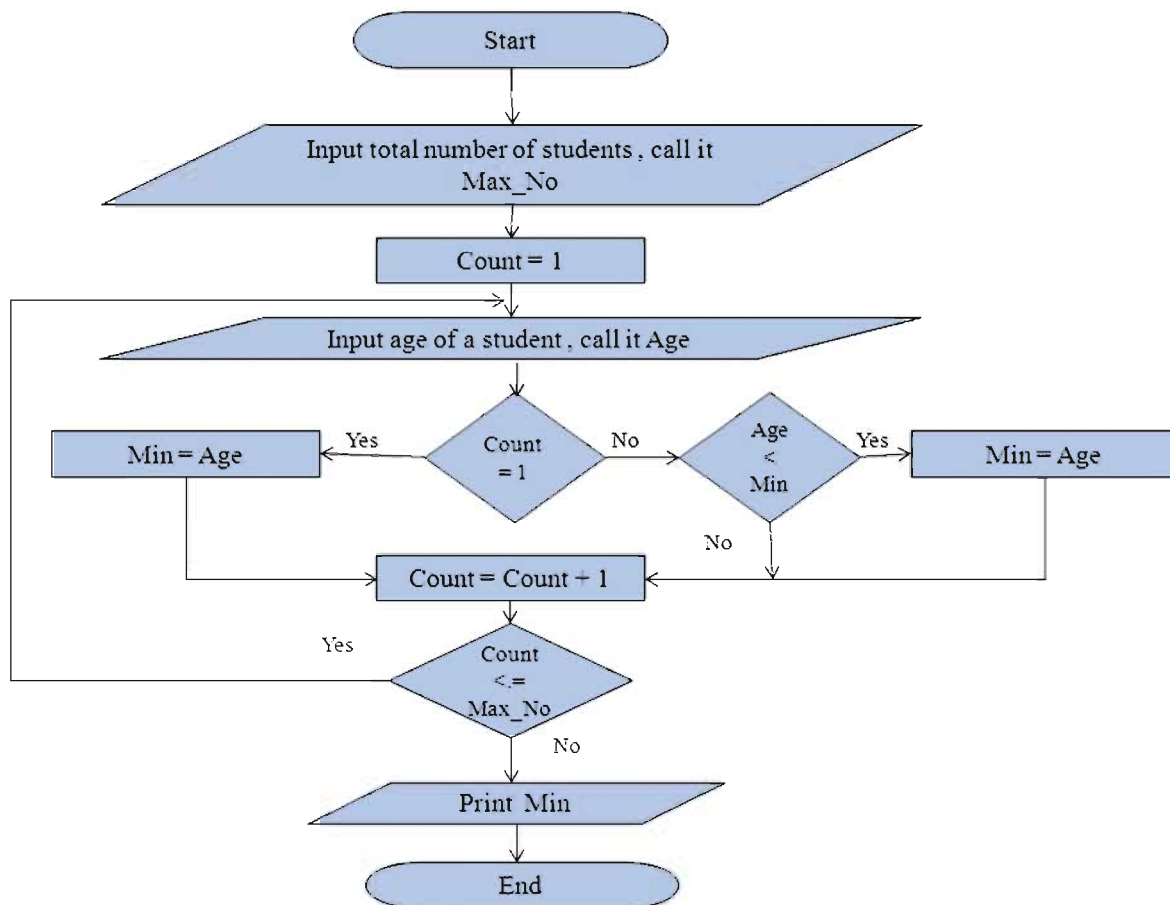 Start
Input total number of students , call it
Max_No
Count = 1
Input age of a student , call it Age
Yes
Min = Age
Count
= 1
No
Age
<
Min
Yes
Min = Age
No
Count = Count + 1
Yes
Count
<.=
Max_No
No
Print Min
End